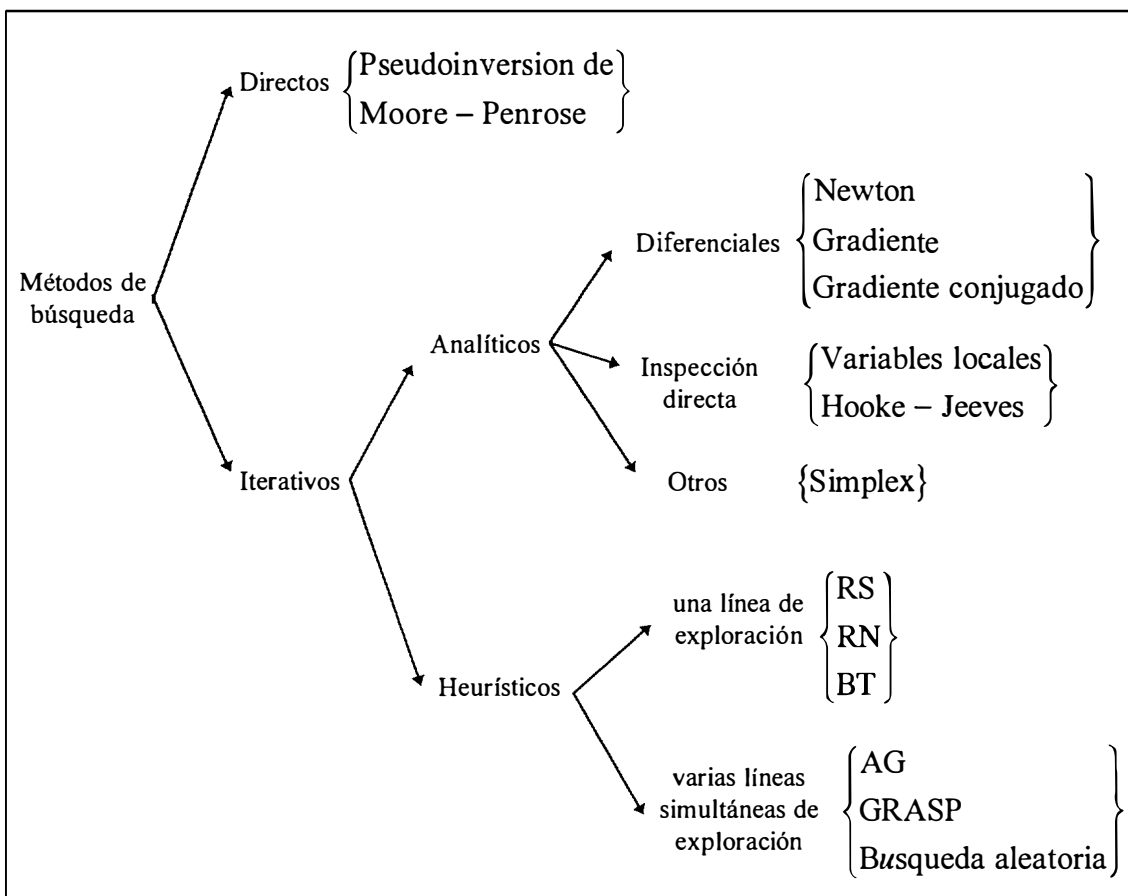 Directos
Pseudoinversion de
Moore – Penrose
Métodos de
búsqueda
Iterativos
Analíticos
Diferenciales
Newton
Gradiente
Gradiente conjugado
Inspección
directa
Variables locales
Hooke – Jeeves
Otros
{Simplex}
Heurísticos
una línea de
exploración
RS
RN
BT
varias líneas
simultáneas de
exploración
AG
GRASP
Busqueda aleatoria